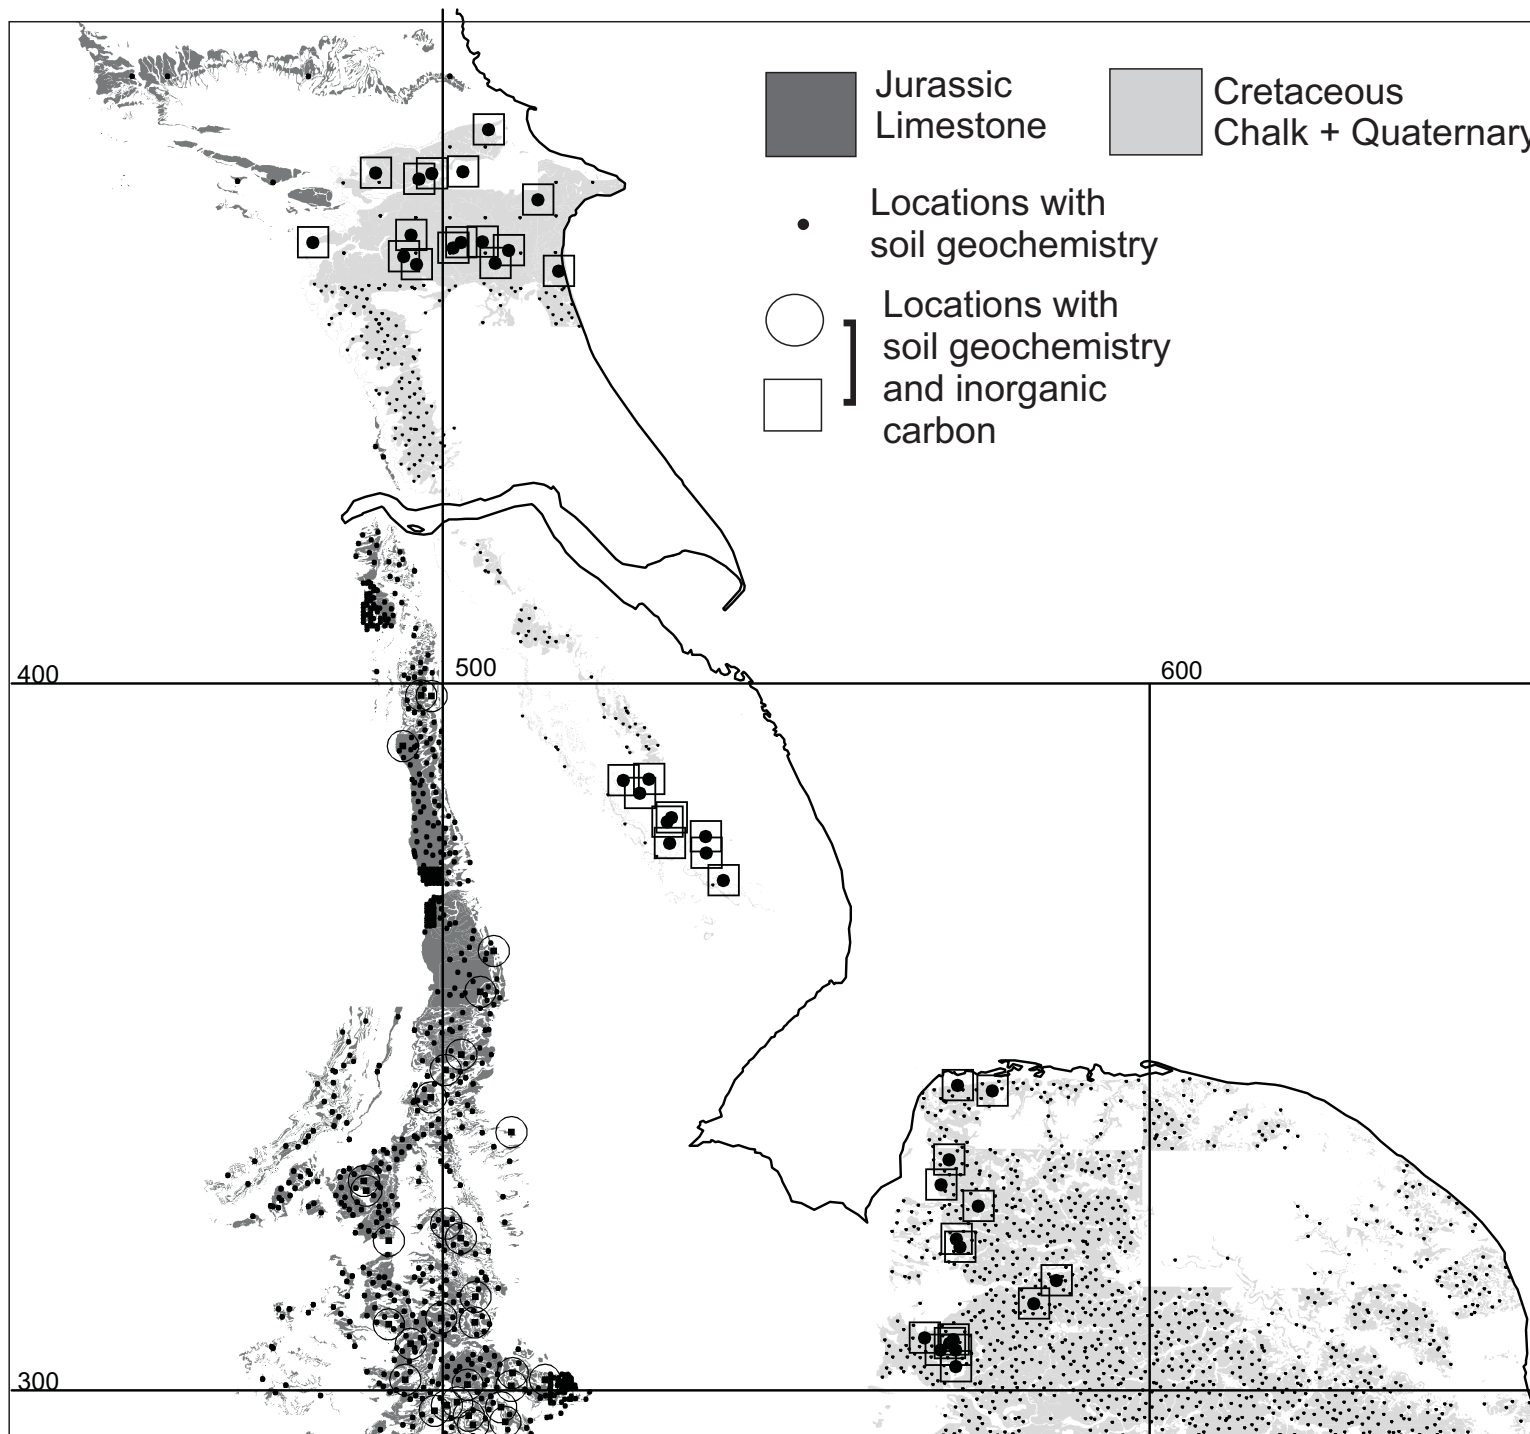 Jurassic
Limestone
Cretaceous
Chalk + Quaternary
Locations with
soil geochemistry
Locations with
soil geochemistry
and inorganic
carbon
400
500
600
300